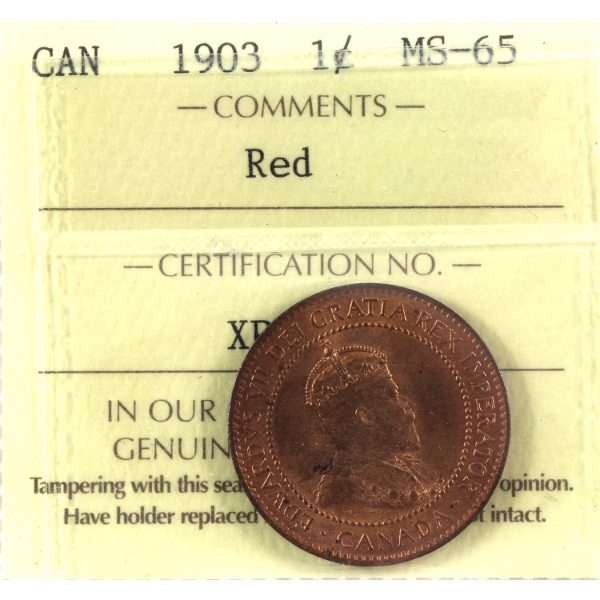 CAN 1903 1¢ MS-65
— COMMENTS —
Red
— CERTIFICATION NO. —
IN OUR
GENUIN
Tampering with this sea opinion.
Have holder replaced t intact.
EDWARDVS VII DEI GRATIA REX IMPERATOR
CANADA